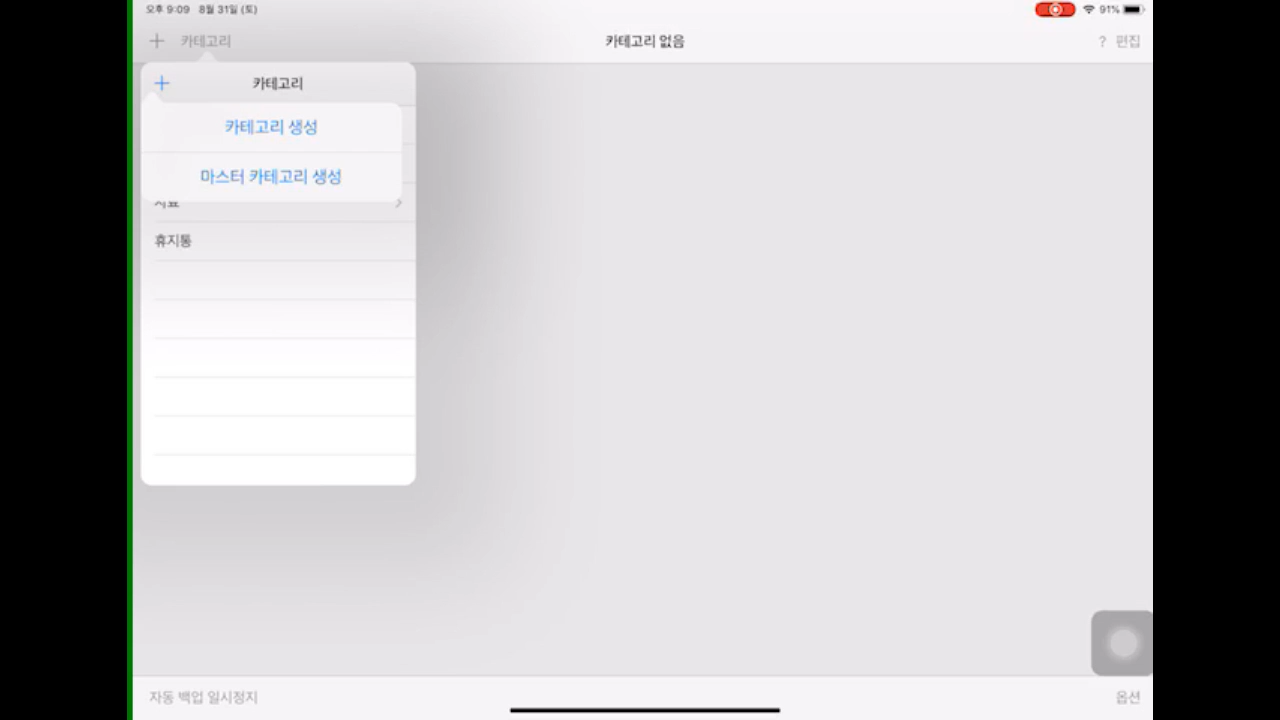 오후 9:09 8월 31일 (토) 91%
카테고리 카테고리 없음 ? 편집
카테고리
카테고리 생성
마스터 카테고리 생성
휴지통
자동 백업 일시정지 옵션